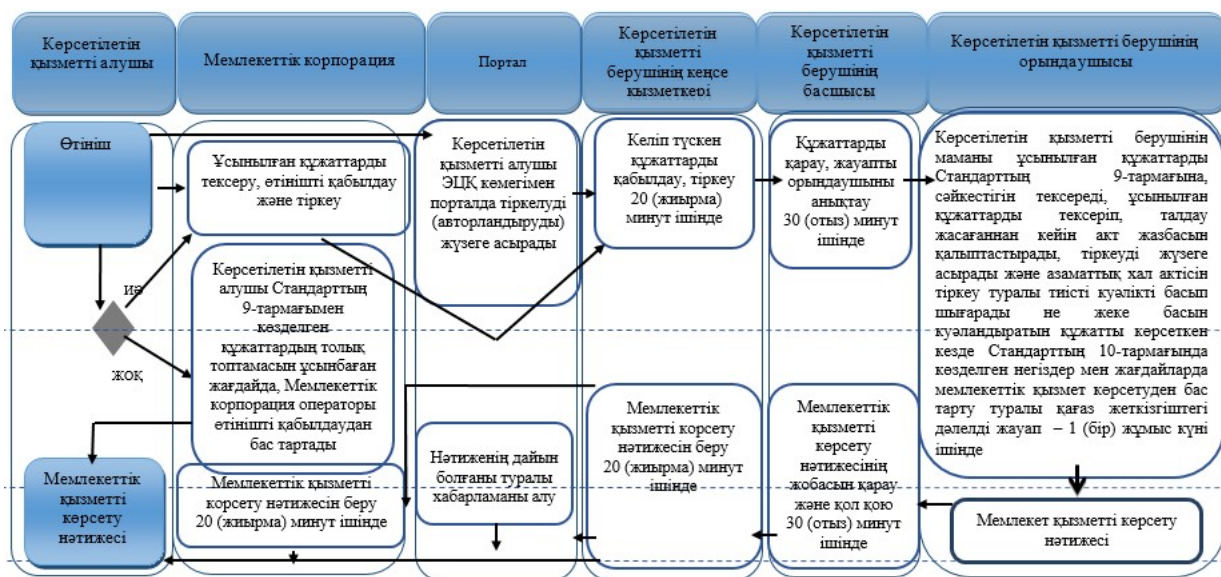 Көрсетілетін
қызметті алушы
Мемлекеттік корпорация
Портал
Көрсетілетін
қызметті
берушінің кеңсе
қызметкері
Көрсетілетін
қызметті
берушінің
басшысы
Көрсетілетін қызметті берушінің
орындаушысы
Өтініш
Ұсынылған құжаттарды
тексеру, өтінішті қабылдау
және тіркеу
Көрсетілетін
қызметті алушы
ЭЦҚ көмегімен
порталда тіркелуді
(авторландыруды)
жүзеге асырады
Келіп түскен
құжаттарды
қабылдау, тіркеу
20 (жиырма)
минут ішінде
Құжаттарды
қарау, жауапты
орындаушыны
анықтау
30 (отыз) минут
ішінде
Көрсетілетін қызметті берушінің
маманы ұсынылған құжаттарды
Стандарттың 9-тармағына,
сәйкестігін тексереді, ұсынылған
құжаттарды тексеріп, талдау
жасағаннан кейін акт жазбасын
қалыптастырады, тіркеуді жүзеге
асырады және азаматтық хал актісін
тіркеу туралы тиісті куәлікті басып
шығарады не жеке басын
куәландыратын құжатты көрсеткен
кезде Стандарттың 10-тармағында
көзделген негіздер мен жағдайларда
мемлекеттік қызмет көрсетуден бас
тарту туралы қағаз жеткізгіштегі
дәлелді жауап – 1 (бір) жұмыс күні
ішінде
иә
жоқ
Көрсетілетін қызметті
алушы Стандарттың
9-тармағымен
көзделген
құжаттардың толық
топтамасын ұсынбаған
жағдайда, Мемлекеттік
корпорация операторы
өтінішті қабылдаудан
бас тартады
Мемлекеттік
қызметті
көрсету
нәтижесі
Мемлекеттік қызметті
корсету нәтижесін беру
20 (жиырма) минут ішінде
Нәтиженің дайын
болғаны туралы
хабарламаны алу
Мемлекеттік
қызметті корсету
нәтижесін беру
20 (жиырма) минут
ішінде
Мемлекеттік
қызметті
көрсету
нәтижесінің
жобасын қарау
және қол қою
30 (отыз) минут
ішінде
Мемлекет қызметті көрсету
нәтижесі